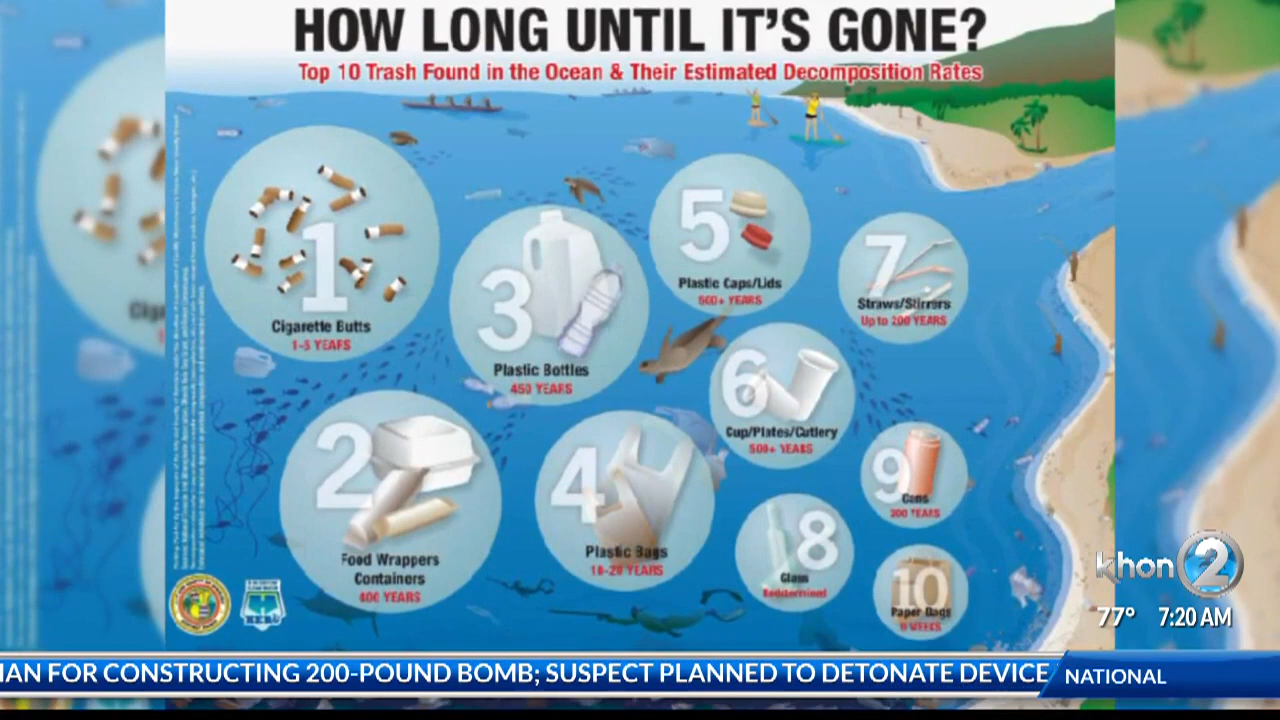 HOW LONG UNTIL IT'S GONE?
Top 10 Trash Found in the Ocean & Their Estimated Decomposition Rates
1
Cigarette Butts
1-5 YEARS
2
Food Wrappers
Containers
400 YEARS
3
Plastic Bottles
450 YEARS
4
Plastic Bags
10-20 YEARS
5
Plastic Caps/Lids
500+ YEARS
6
Cup/Plates/Cutlery
500+ YEARS
7
Straws/Stirrers
Up to 200 YEARS
8
Glass
Undetermined
9
Cans
200 YEARS
10
Paper Bags
6 WEEKS
khon 2
77° 7:20 AM
IAN FOR CONSTRUCTING 200-POUND BOMB; SUSPECT PLANNED TO DETONATE DEVICE
NATIONAL